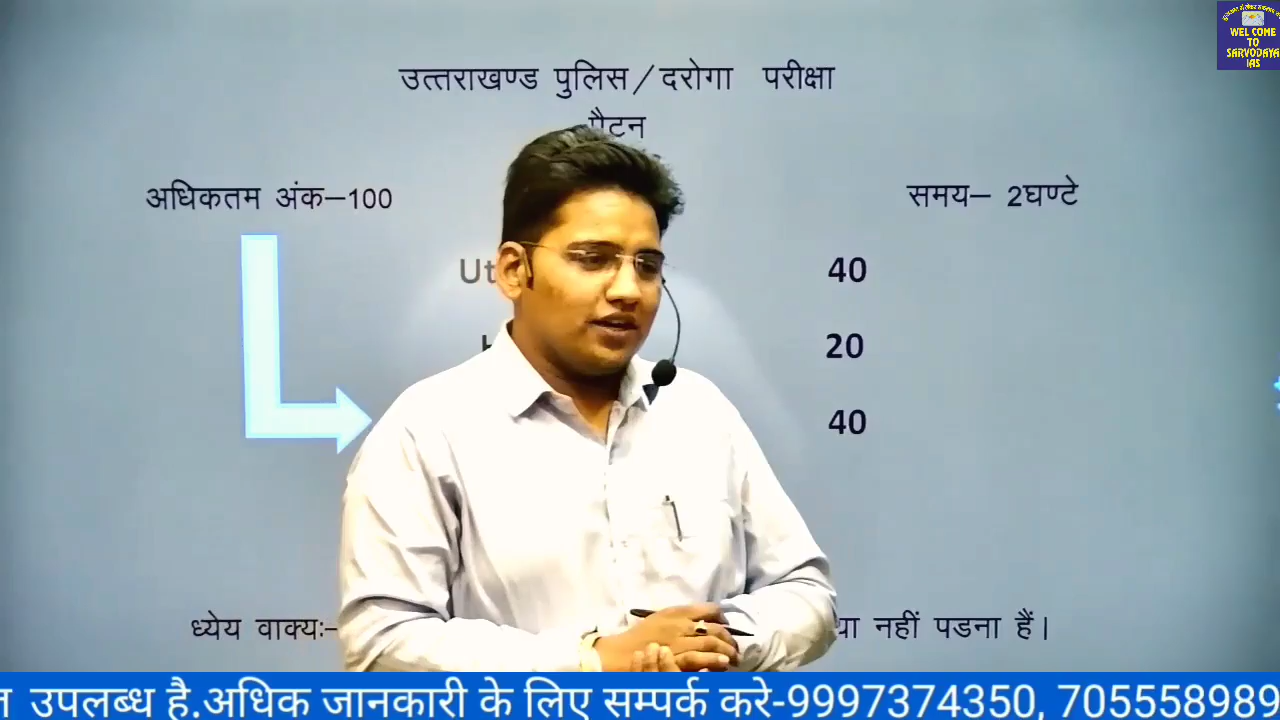 WEL COME
TO
SARVODAYA
IAS
उत्तराखण्ड पुलिस/दरोगा परीक्षा
पैटन
अधिकतम अंक–100 समय– 2घण्टे
40
20
40
ध्येय वाक्यः– नहीं पडना हैं।
उपलब्ध है.अधिक जानकारी के लिए सम्पर्क करे-9997374350, 705558989